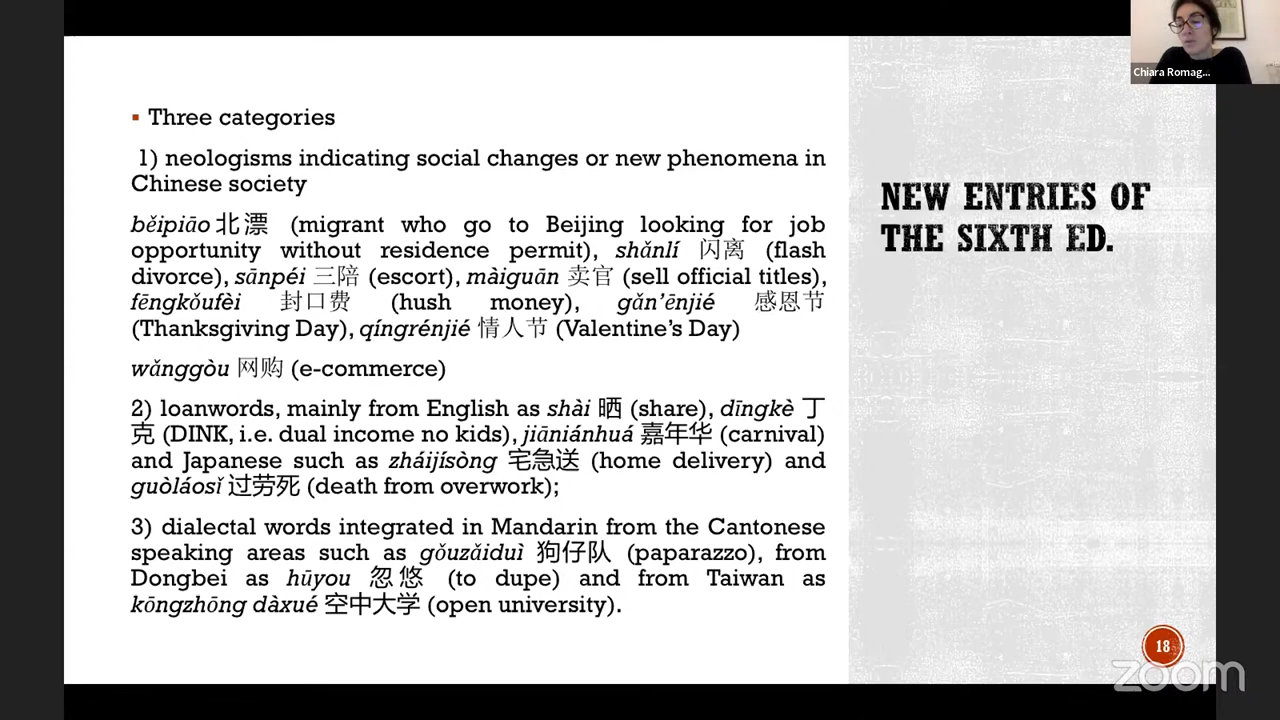 Chiara Romag...
▪ Three categories
1) neologisms indicating social changes or new phenomena in
Chinese society
běipiāo 北漂 (migrant who go to Beijing looking for job
opportunity without residence permit), shǎnlí 闪离 (flash
divorce), sānpéi 三陪 (escort), màiguān 卖官 (sell official titles),
fēngkǒufèi 封口费 (hush money), gǎn’ēnjié 感恩节
(Thanksgiving Day), qíngrénjié 情人节 (Valentine’s Day)
wǎnggòu 网购 (e-commerce)
2) loanwords, mainly from English as shài 晒 (share), dīngkè 丁
克 (DINK, i.e. dual income no kids), jiāniánhuá 嘉年华 (carnival)
and Japanese such as zháijísòng 宅急送 (home delivery) and
guòláosǐ 过劳死 (death from overwork);
3) dialectal words integrated in Mandarin from the Cantonese
speaking areas such as gǒuzǎiduì 狗仔队 (paparazzo), from
Dongbei as hūyou 忽悠 (to dupe) and from Taiwan as
kōngzhōng dàxué 空中大学 (open university).
NEW ENTRIES OF
THE SIXTH ED.
18
zoom